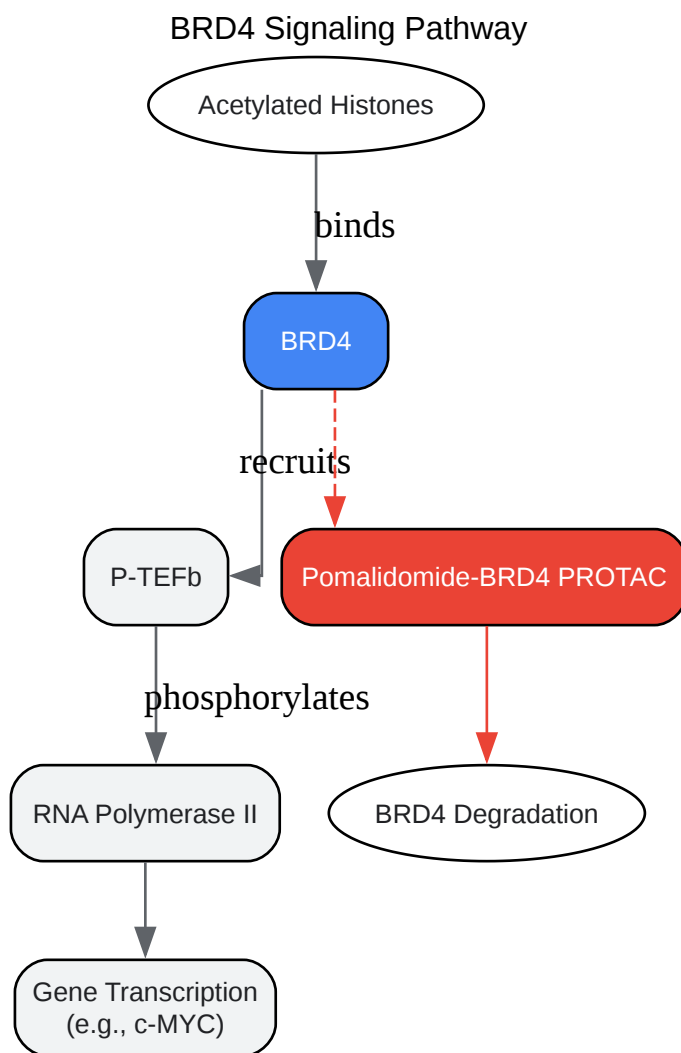 BRD4 Signaling Pathway
Acetylated Histones
binds
BRD4
recruits
P-TEFb
Pomalidomide-BRD4 PROTAC
phosphorylates
RNA Polymerase II
BRD4 Degradation
Gene Transcription
(e.g., c-MYC)